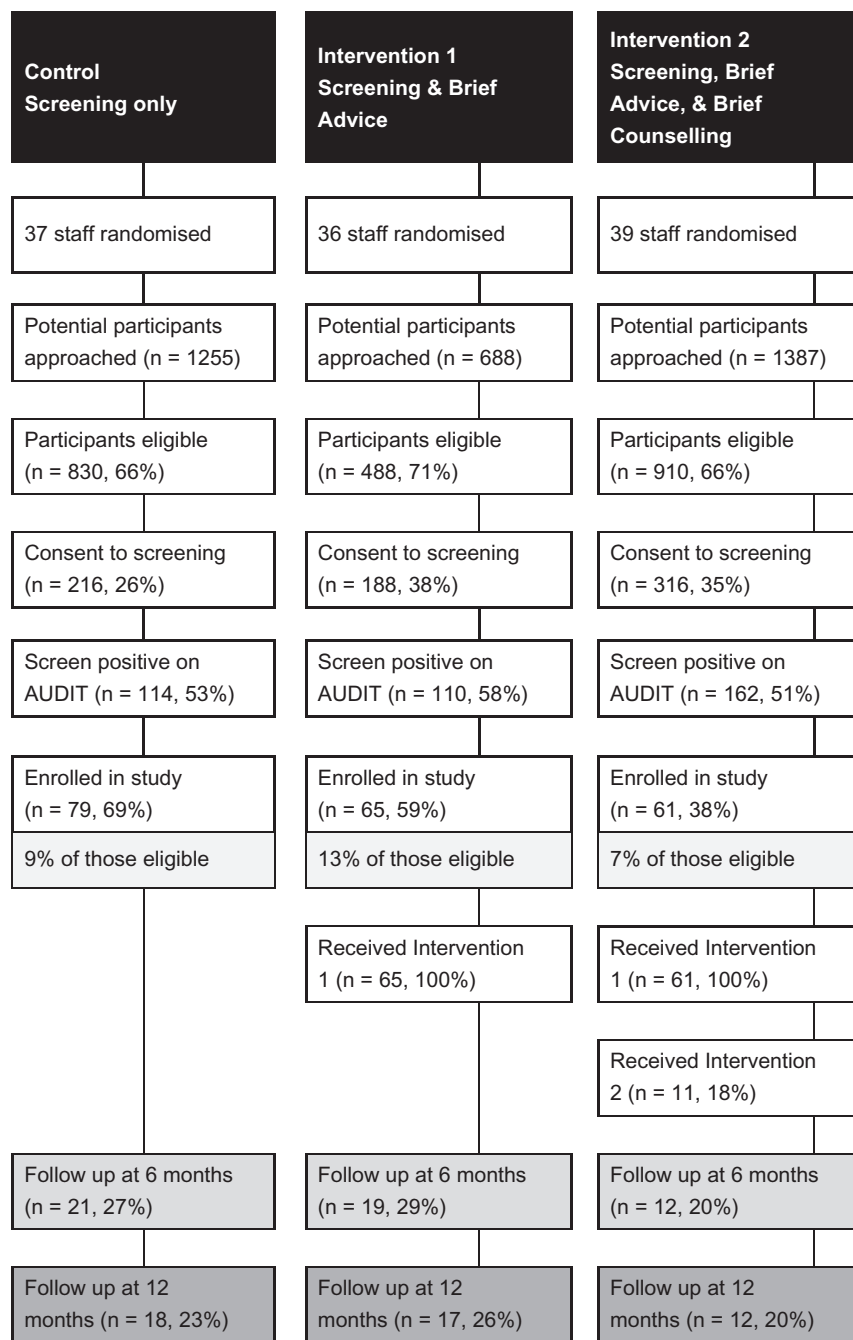 Control
Screening only
37 staff randomised
Potential participants
approached (n = 1255)
Participants eligible
(n = 830, 66%)
Consent to screening
(n = 216, 26%)
Screen positive on
AUDIT (n = 114, 53%)
Enrolled in study
(n = 79, 69%)
9% of those eligible
Follow up at 6 months
(n = 21, 27%)
Follow up at 12
months (n = 18, 23%)
Intervention 1
Screening & Brief
Advice
36 staff randomised
Potential participants
approached (n = 688)
Participants eligible
(n = 488, 71%)
Consent to screening
(n = 188, 38%)
Screen positive on
AUDIT (n = 110, 58%)
Enrolled in study
(n = 65, 59%)
13% of those eligible
Received Intervention
1 (n = 65, 100%)
Follow up at 6 months
(n = 19, 29%)
Follow up at 12
months (n = 17, 26%)
Intervention 2
Screening, Brief
Advice, & Brief
Counselling
39 staff randomised
Potential participants
approached (n = 1387)
Participants eligible
(n = 910, 66%)
Consent to screening
(n = 316, 35%)
Screen positive on
AUDIT (n = 162, 51%)
Enrolled in study
(n = 61, 38%)
7% of those eligible
Received Intervention
1 (n = 61, 100%)
Received Intervention
2 (n = 11, 18%)
Follow up at 6 months
(n = 12, 20%)
Follow up at 12
months (n = 12, 20%)